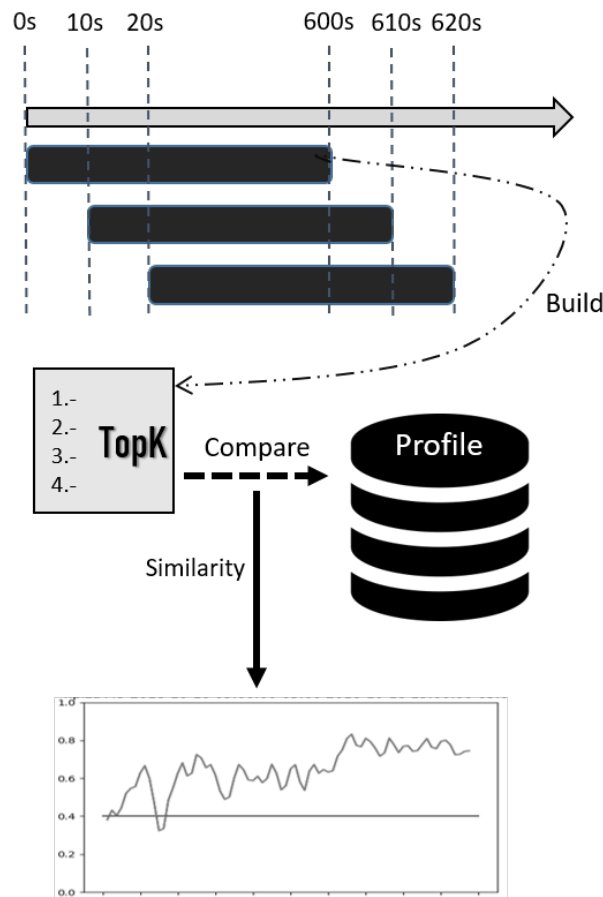 0s 10s 20s 600s 610s 620s
Build
1.-
2.-
3.-
4.-
TopK
Compare
Profile
Similarity
1.0
0.8
0.6
0.4
0.2
0.0